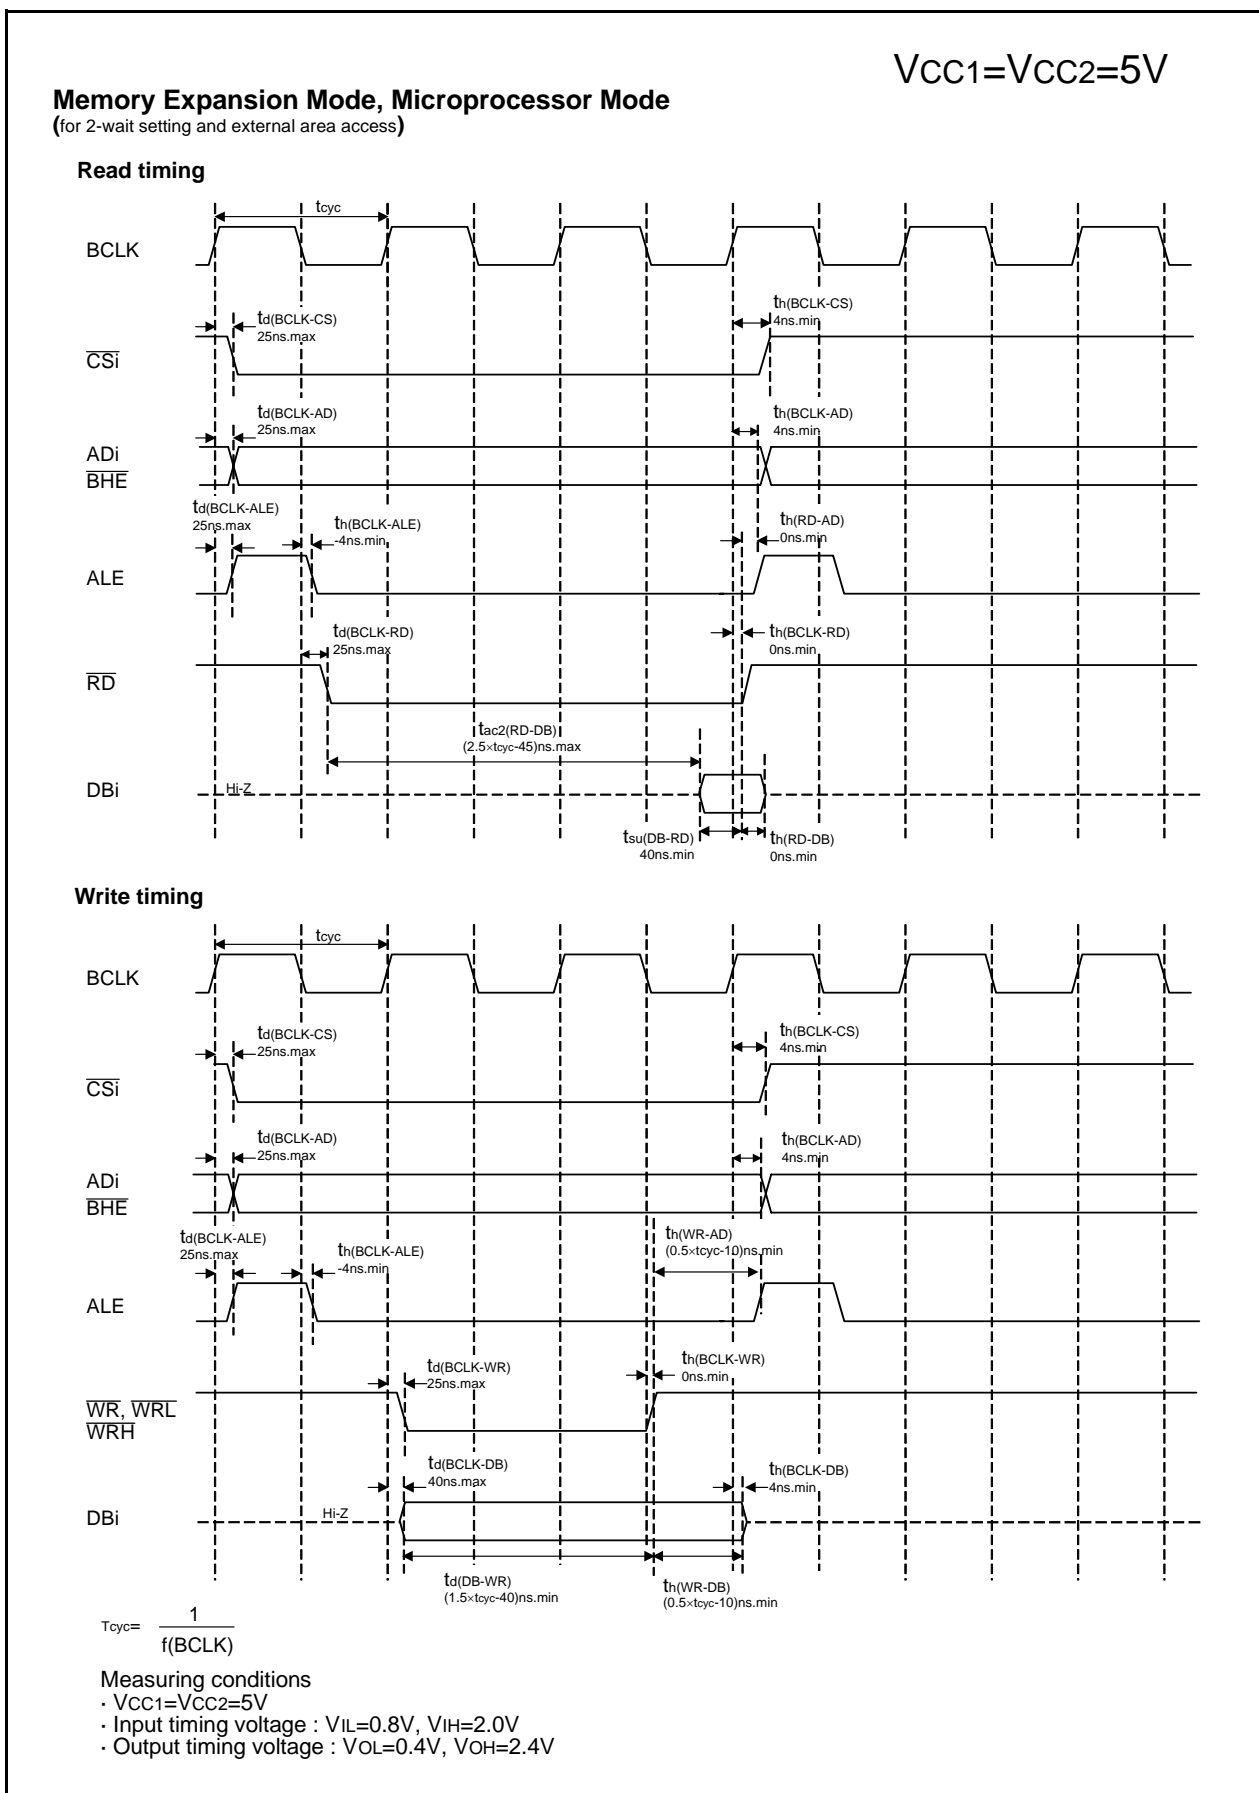 VCC1=VCC2=5V
Memory Expansion Mode, Microprocessor Mode
(for 2-wait setting and external area access)
Read timing
tcyc
BCLK
td(BCLK-CS)
25ns.max
th(BCLK-CS)
4ns.min
CSi
td(BCLK-AD)
25ns.max
th(BCLK-AD)
4ns.min
ADi
BHE
td(BCLK-ALE)
25ns.max
th(BCLK-ALE)
-4ns.min
th(RD-AD)
0ns.min
ALE
td(BCLK-RD)
25ns.max
th(BCLK-RD)
0ns.min
RD
tac2(RD-DB)
(2.5×tcyc-45)ns.max
DBi
Hi-Z
tsu(DB-RD)
40ns.min
th(RD-DB)
0ns.min
Write timing
tcyc
BCLK
td(BCLK-CS)
25ns.max
th(BCLK-CS)
4ns.min
CSi
td(BCLK-AD)
25ns.max
th(BCLK-AD)
4ns.min
ADi
BHE
td(BCLK-ALE)
25ns.max
th(BCLK-ALE)
-4ns.min
th(WR-AD)
(0.5×tcyc-10)ns.min
ALE
td(BCLK-WR)
25ns.max
th(BCLK-WR)
0ns.min
WR, WRL
WRH
td(BCLK-DB)
40ns.max
th(BCLK-DB)
4ns.min
DBi
Hi-Z
td(DB-WR)
(1.5×tcyc-40)ns.min
th(WR-DB)
(0.5×tcyc-10)ns.min
Tcyc=
1
f(BCLK)
Measuring conditions
· VCC1=VCC2=5V
· Input timing voltage : VIL=0.8V, VIH=2.0V
· Output timing voltage : VOL=0.4V, VOH=2.4V